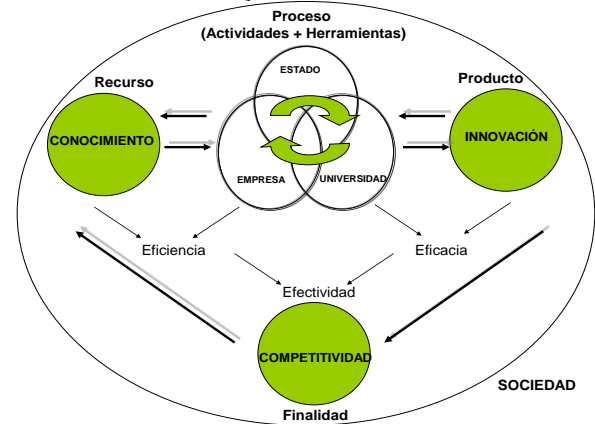 Proceso
(Actividades + Herramientas)
ESTADO
Recurso
Producto
CONOCIMIENTO
INNOVACIÓN
EMPRESA
UNIVERSIDAD
Eficiencia
Eficacia
Efectividad
COMPETITIVIDAD
SOCIEDAD
Finalidad